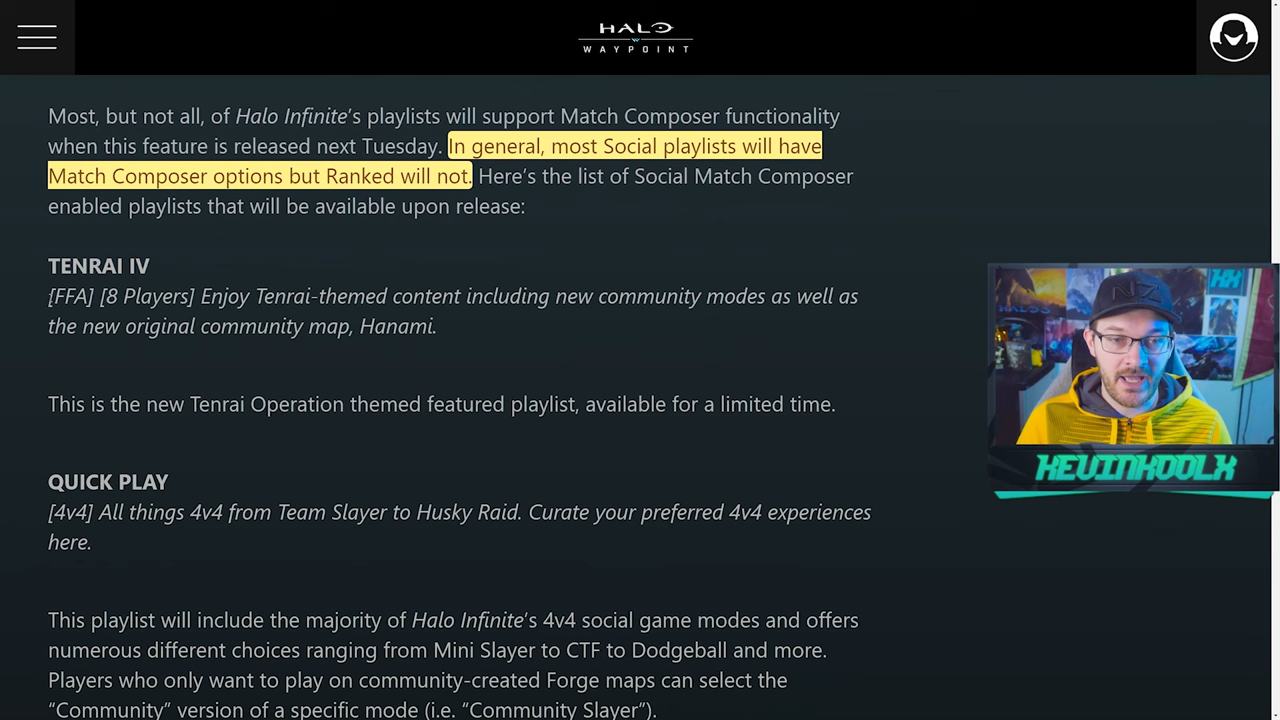 HALO
WAYPOINT
Most, but not all, of Halo Infinite’s playlists will support Match Composer functionality
when this feature is released next Tuesday. In general, most Social playlists will have
Match Composer options but Ranked will not. Here’s the list of Social Match Composer
enabled playlists that will be available upon release:
TENRAI IV
[FFA] [8 Players] Enjoy Tenrai-themed content including new community modes as well as
the new original community map, Hanami.
This is the new Tenrai Operation themed featured playlist, available for a limited time.
QUICK PLAY
[4v4] All things 4v4 from Team Slayer to Husky Raid. Curate your preferred 4v4 experiences
here.
This playlist will include the majority of Halo Infinite’s 4v4 social game modes and offers
numerous different choices ranging from Mini Slayer to CTF to Dodgeball and more.
Players who only want to play on community-created Forge maps can select the
“Community” version of a specific mode (i.e. “Community Slayer”).
KEVINKOOLX